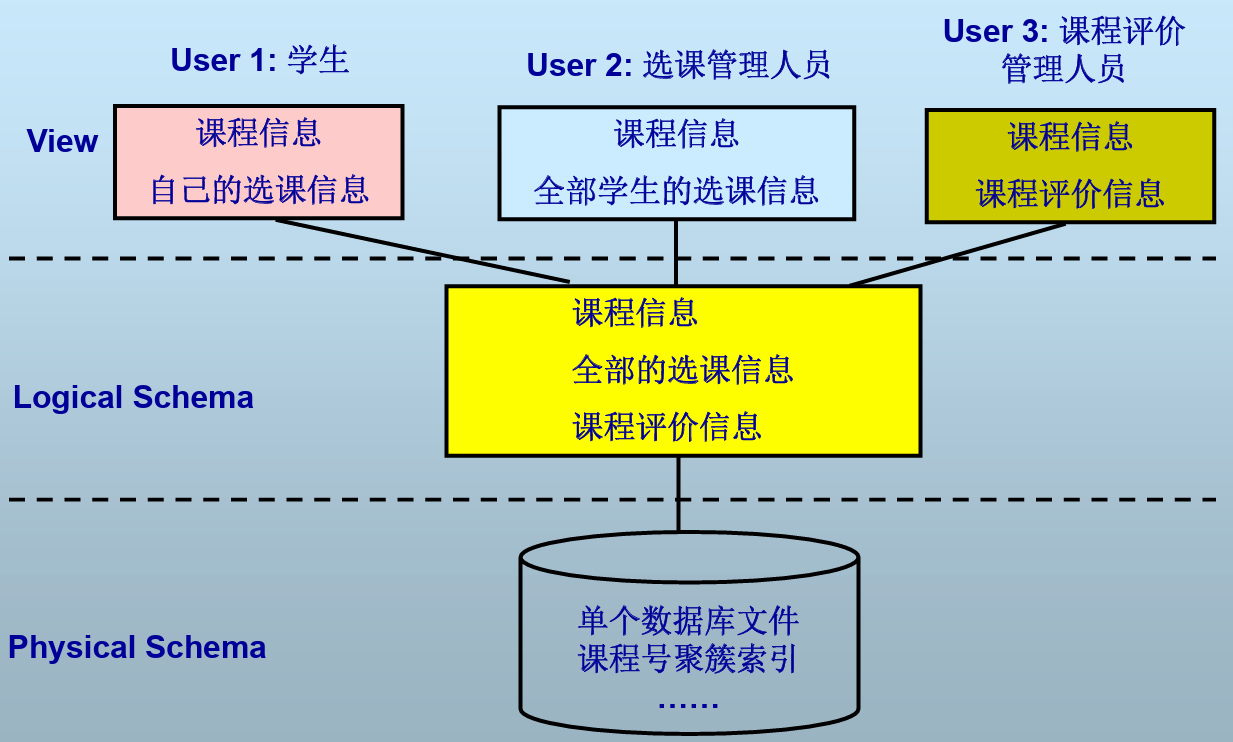 User 1: 学生
User 2: 选课管理人员
User 3: 课程评价
管理人员
View
课程信息
自己的选课信息
课程信息
全部学生的选课信息
课程信息
课程评价信息
Logical Schema
课程信息
全部的选课信息
课程评价信息
Physical Schema
单个数据库文件
课程号聚簇索引
……